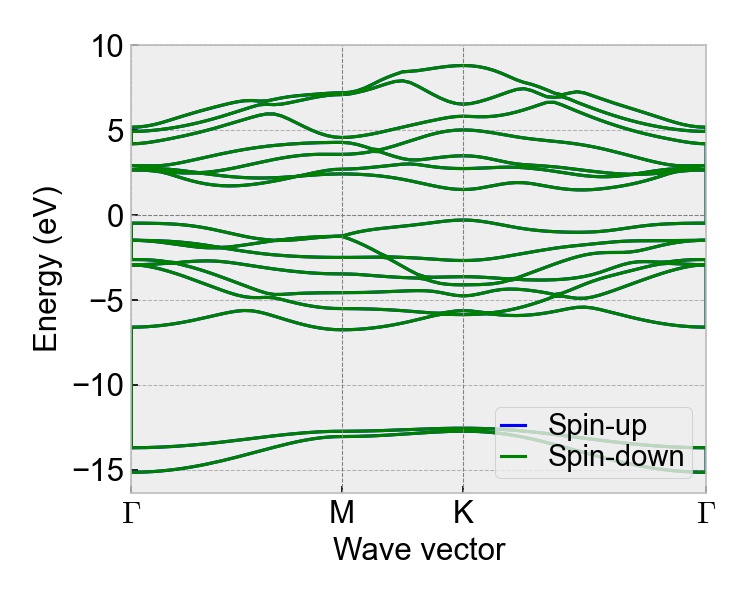 10
5
0
−5
−10
−15
Energy (eV)
Spin-up
Spin-down
Γ M K Γ
Wave vector